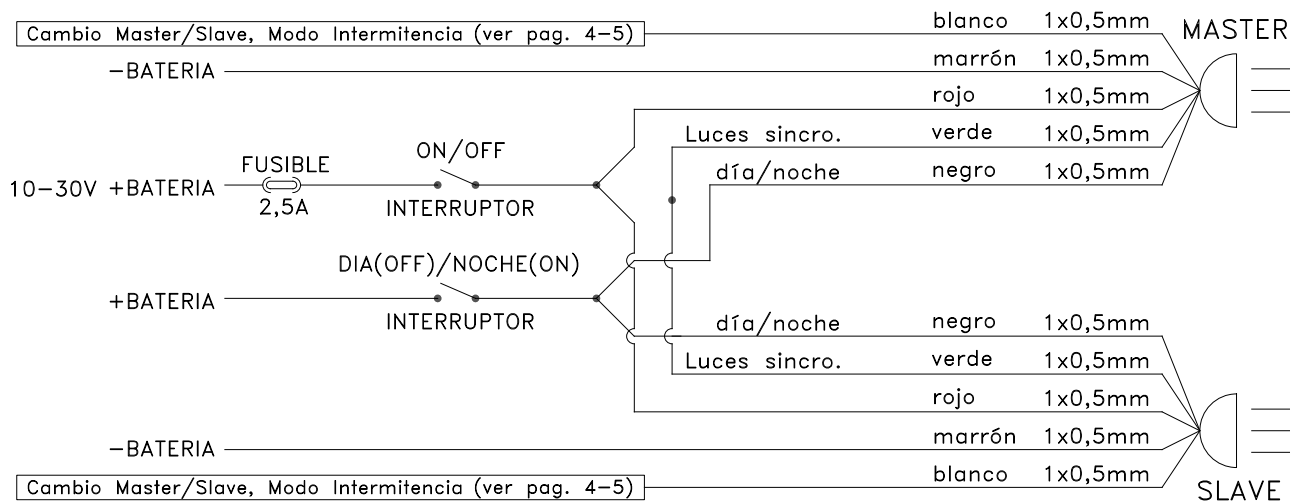 Cambio Master/Slave, Modo Intermitencia (ver pag. 4-5) blanco 1x0,5mm
MASTER
-BATERIA marrón 1x0,5mm
rojo 1x0,5mm
Luces sincro. verde 1x0,5mm
día/noche negro 1x0,5mm
ON/OFF
FUSIBLE
10-30V +BATERIA
2,5A
INTERRUPTOR
DIA(OFF)/NOCHE(ON)
+BATERIA
INTERRUPTOR
día/noche negro 1x0,5mm
Luces sincro. verde 1x0,5mm
rojo 1x0,5mm
-BATERIA marrón 1x0,5mm
Cambio Master/Slave, Modo Intermitencia (ver pag. 4-5) blanco 1x0,5mm
SLAVE